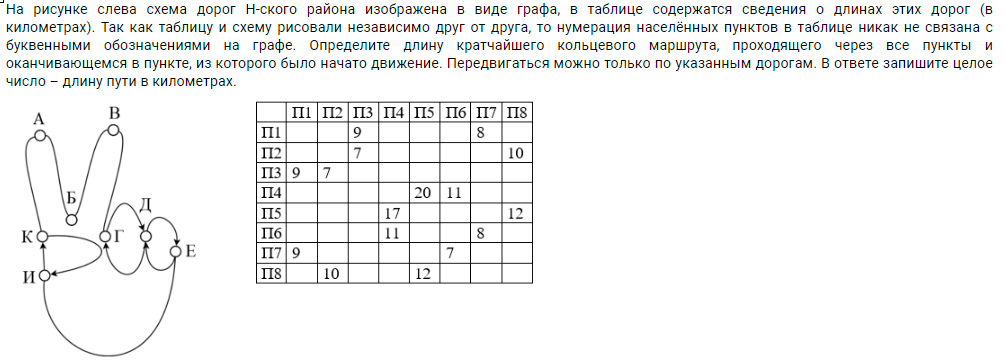 На рисунке слева схема дорог Н-ского района изображена в виде графа, в таблице содержатся сведения о длинах этих дорог (в
километрах). Так как таблицу и схему рисовали независимо друг от друга, то нумерация населённых пунктов в таблице никак не связана с
буквенными обозначениями на графе. Определите длину кратчайшего кольцевого маршрута, проходящего через все пункты и
оканчивающемся в пункте, из которого было начато движение. Передвигаться можно только по указанным дорогам. В ответе запишите целое
число – длину пути в километрах.
А
В
Б
Д
К
Г
Е
И
П1 П2 П3 П4 П5 П6 П7 П8
П1 9 8
П2 7 10
П3 9 7
П4 20 11
П5 17 12
П6 11 8
П7 9 7
П8 10 12